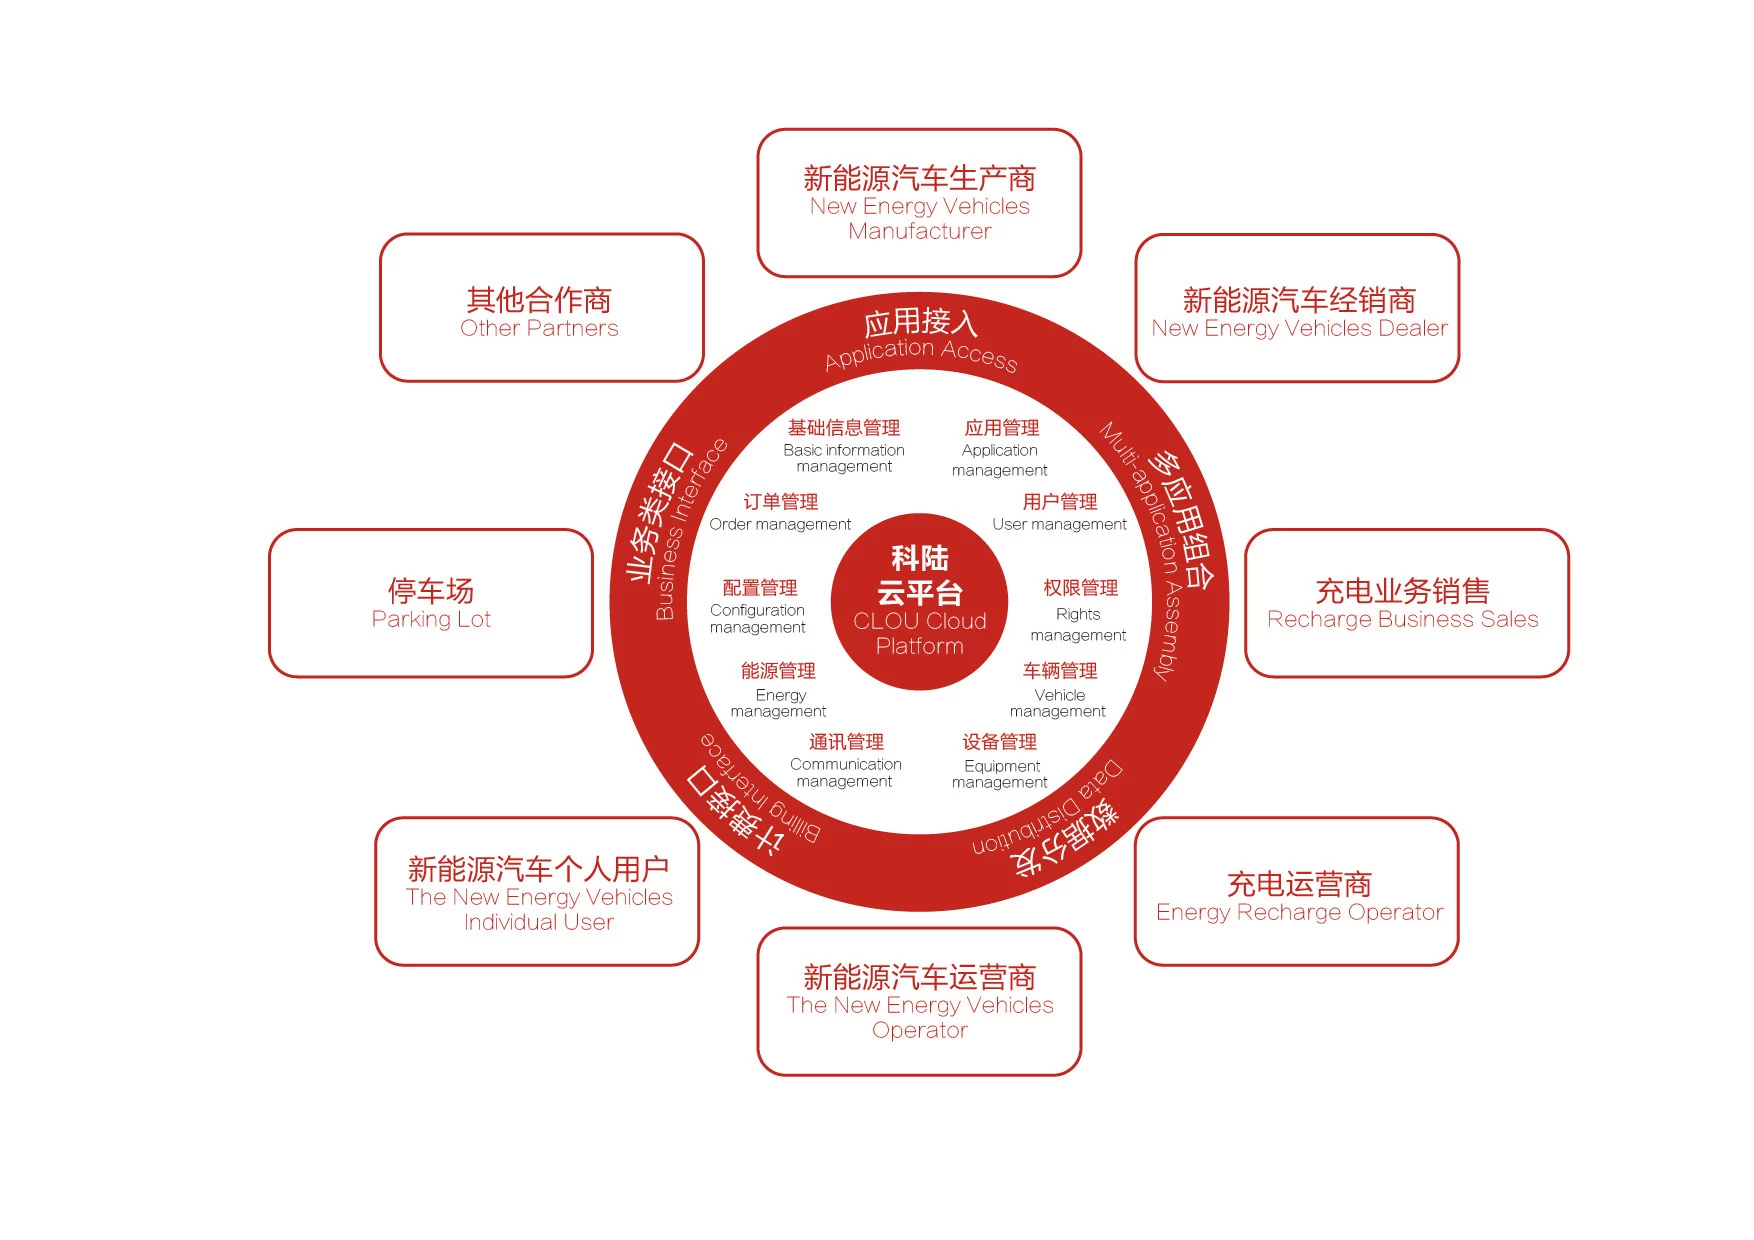 新能源汽车生产商
New Energy Vehicles
Manufacturer
其他合作商
Other Partners
新能源汽车经销商
New Energy Vehicles Dealer
应用接入
Application Access
业务类接口
Business Interface
多应用组合
Multi-application Assembly
基础信息管理
Basic information
management
应用管理
Application
management
订单管理
Order management
用户管理
User management
科陆
云平台
CLOU Cloud
Platform
配置管理
Configuration
management
权限管理
Rights
management
能源管理
Energy
management
车辆管理
Vehicle
management
通讯管理
Communication
management
设备管理
Equipment
management
停车场
Parking Lot
充电业务销售
Recharge Business Sales
计费接口
Billing Interface
数据分发
Data Distribution
新能源汽车个人用户
The New Energy Vehicles
Individual User
充电运营商
Energy Recharge Operator
新能源汽车运营商
The New Energy Vehicles
Operator